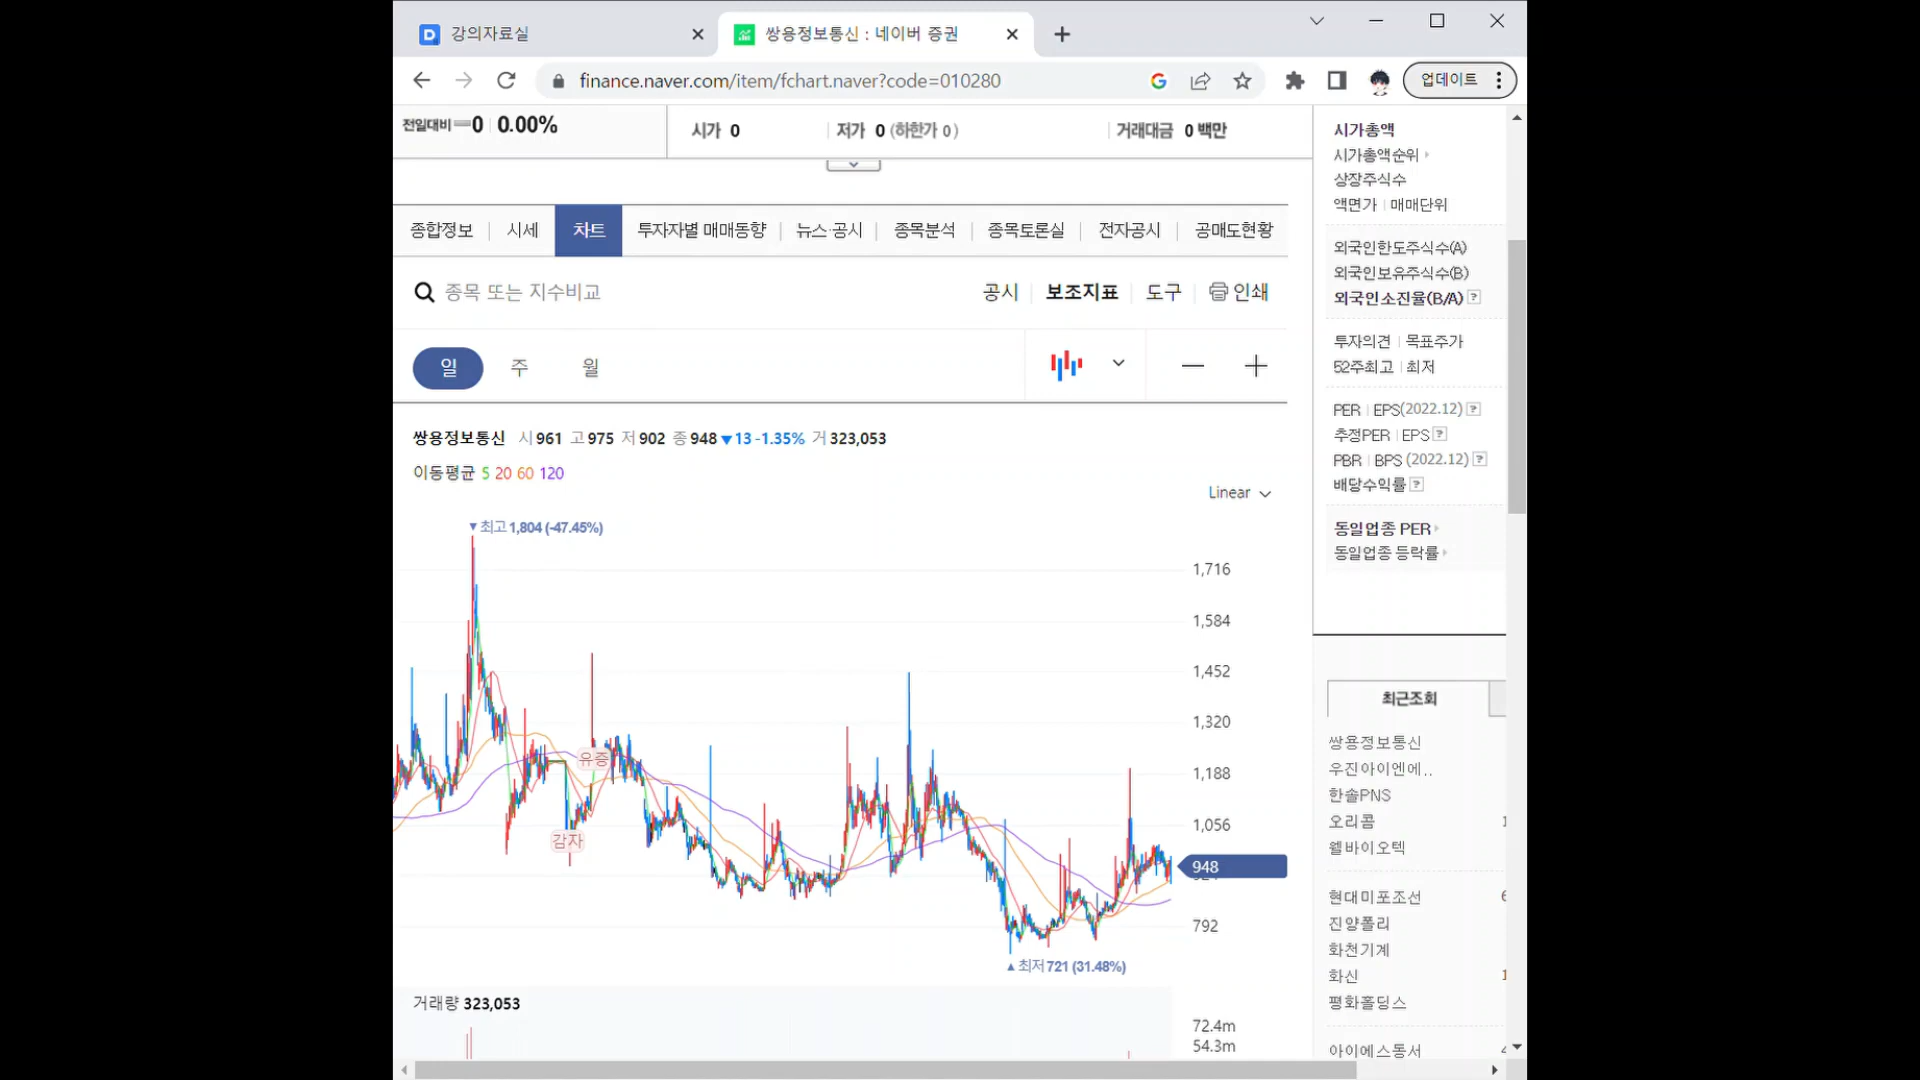 강의자료실
쌍용정보통신 : 네이버 증권
finance.naver.com/item/fchart.naver?code=010280
업데이트
전일대비 0 0.00%
시가 0
저가 0 (하한가 0 )
거래대금 0 백만
종합정보
시세
차트
투자자별 매매동향
뉴스·공시
종목분석
종목토론실
전자공시
공매도현황
종목 또는 지수비교
공시
보조지표
도구
인쇄
일
주
월
쌍용정보통신 시 961 고 975 저 902 종 948 ▼13 -1.35% 거 323,053
이동평균 5 20 60 120
Linear
▼최고 1,804 (-47.45%)
1,716
1,584
1,452
1,320
유증
1,188
1,056
감자
948
792
▲최저 721 (31.48%)
거래량 323,053
72.4m
54.3m
시가총액
시가총액순위
상장주식수
액면가 | 매매단위
외국인한도주식수(A)
외국인보유주식수(B)
외국인소진율(B/A) ?
투자의견 | 목표주가
52주최고 | 최저
PER | EPS(2022.12) ?
추정PER | EPS ?
PBR | BPS (2022.12) ?
배당수익률 ?
동일업종 PER
동일업종 등락률
최근조회
쌍용정보통신
우진아이엔에..
한솔PNS
오리콤
웰바이오텍
현대미포조선
진양폴리
화천기계
화신
평화홀딩스
아이에스동서